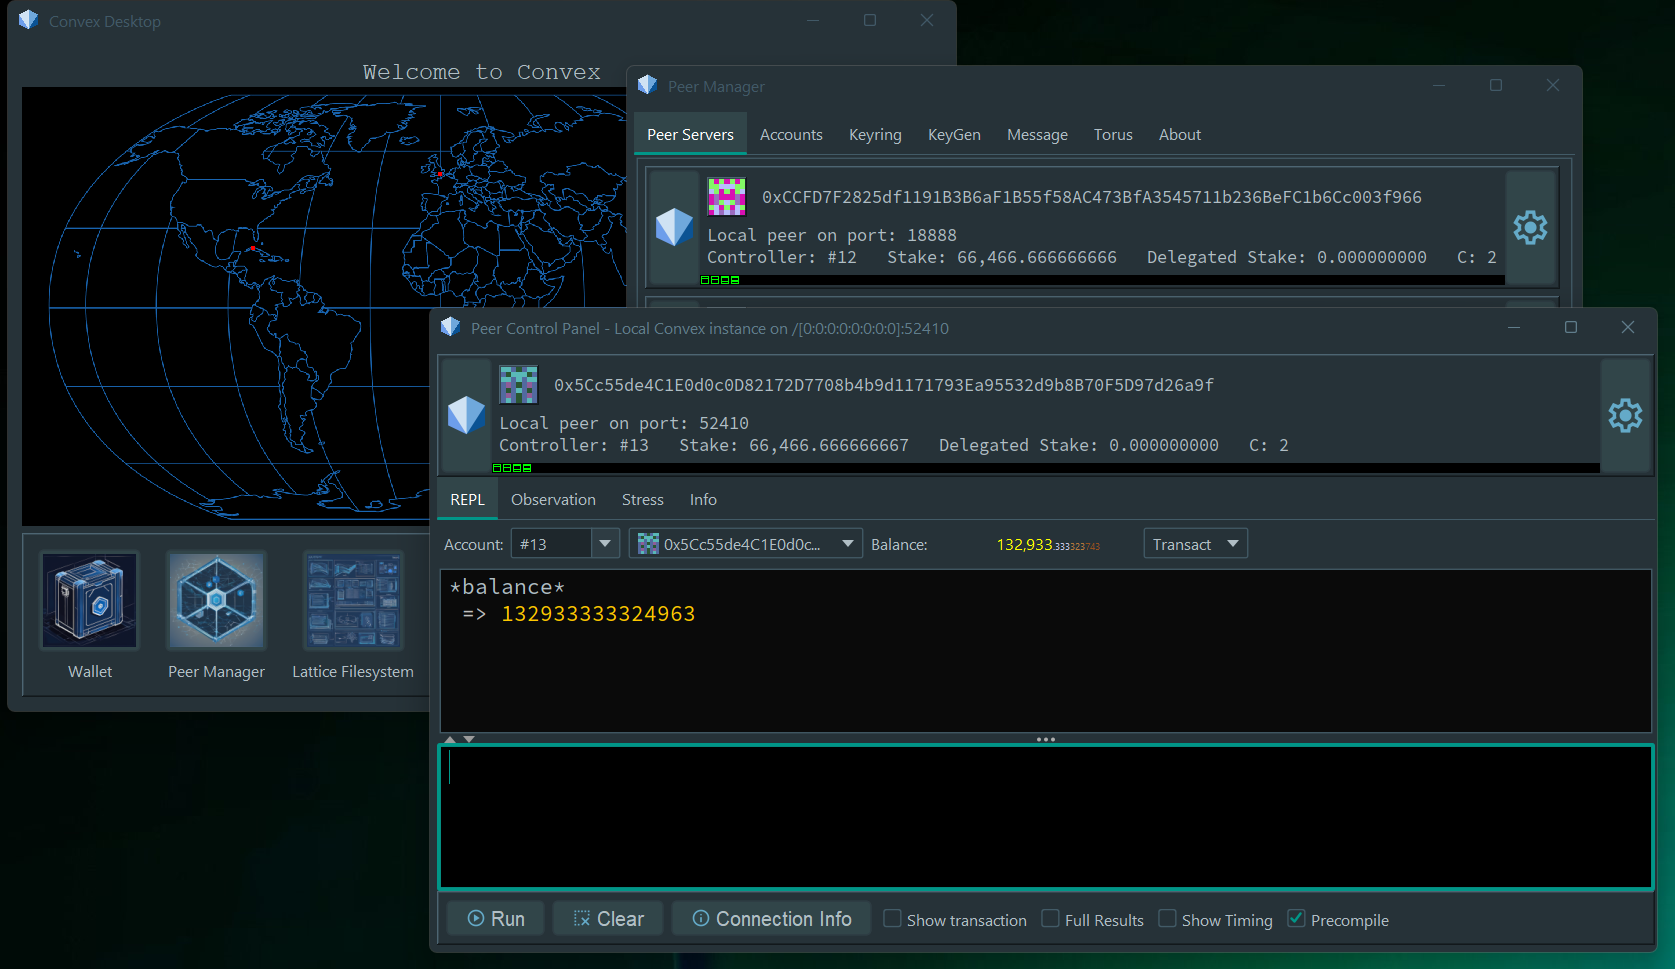 Convex Desktop
Welcome to Convex
Peer Manager
Peer Servers Accounts Keyring KeyGen Message Torus About
0xCCFD7F2825df1191B3B6aF1B55f58AC473BfA3545711b236BeFC1b6Cc003f966
Local peer on port: 18888
Controller: #12 Stake: 66,466.666666666 Delegated Stake: 0.000000000 C: 2
Peer Control Panel - Local Convex instance on /[0:0:0:0:0:0:0:0]:52410
0x5Cc55de4C1E0d0c0D82172D7708b4b9d1171793Ea95532d9b8B70F5D97d26a9f
Local peer on port: 52410
Controller: #13 Stake: 66,466.666666667 Delegated Stake: 0.000000000 C: 2
REPL Observation Stress Info
Account: #13 0x5Cc55de4C1E0d0c... Balance: 132,933.333323743 Transact
*balance*
=> 132933333324963
Wallet Peer Manager Lattice Filesystem
Run Clear Connection Info Show transaction Full Results Show Timing Precompile